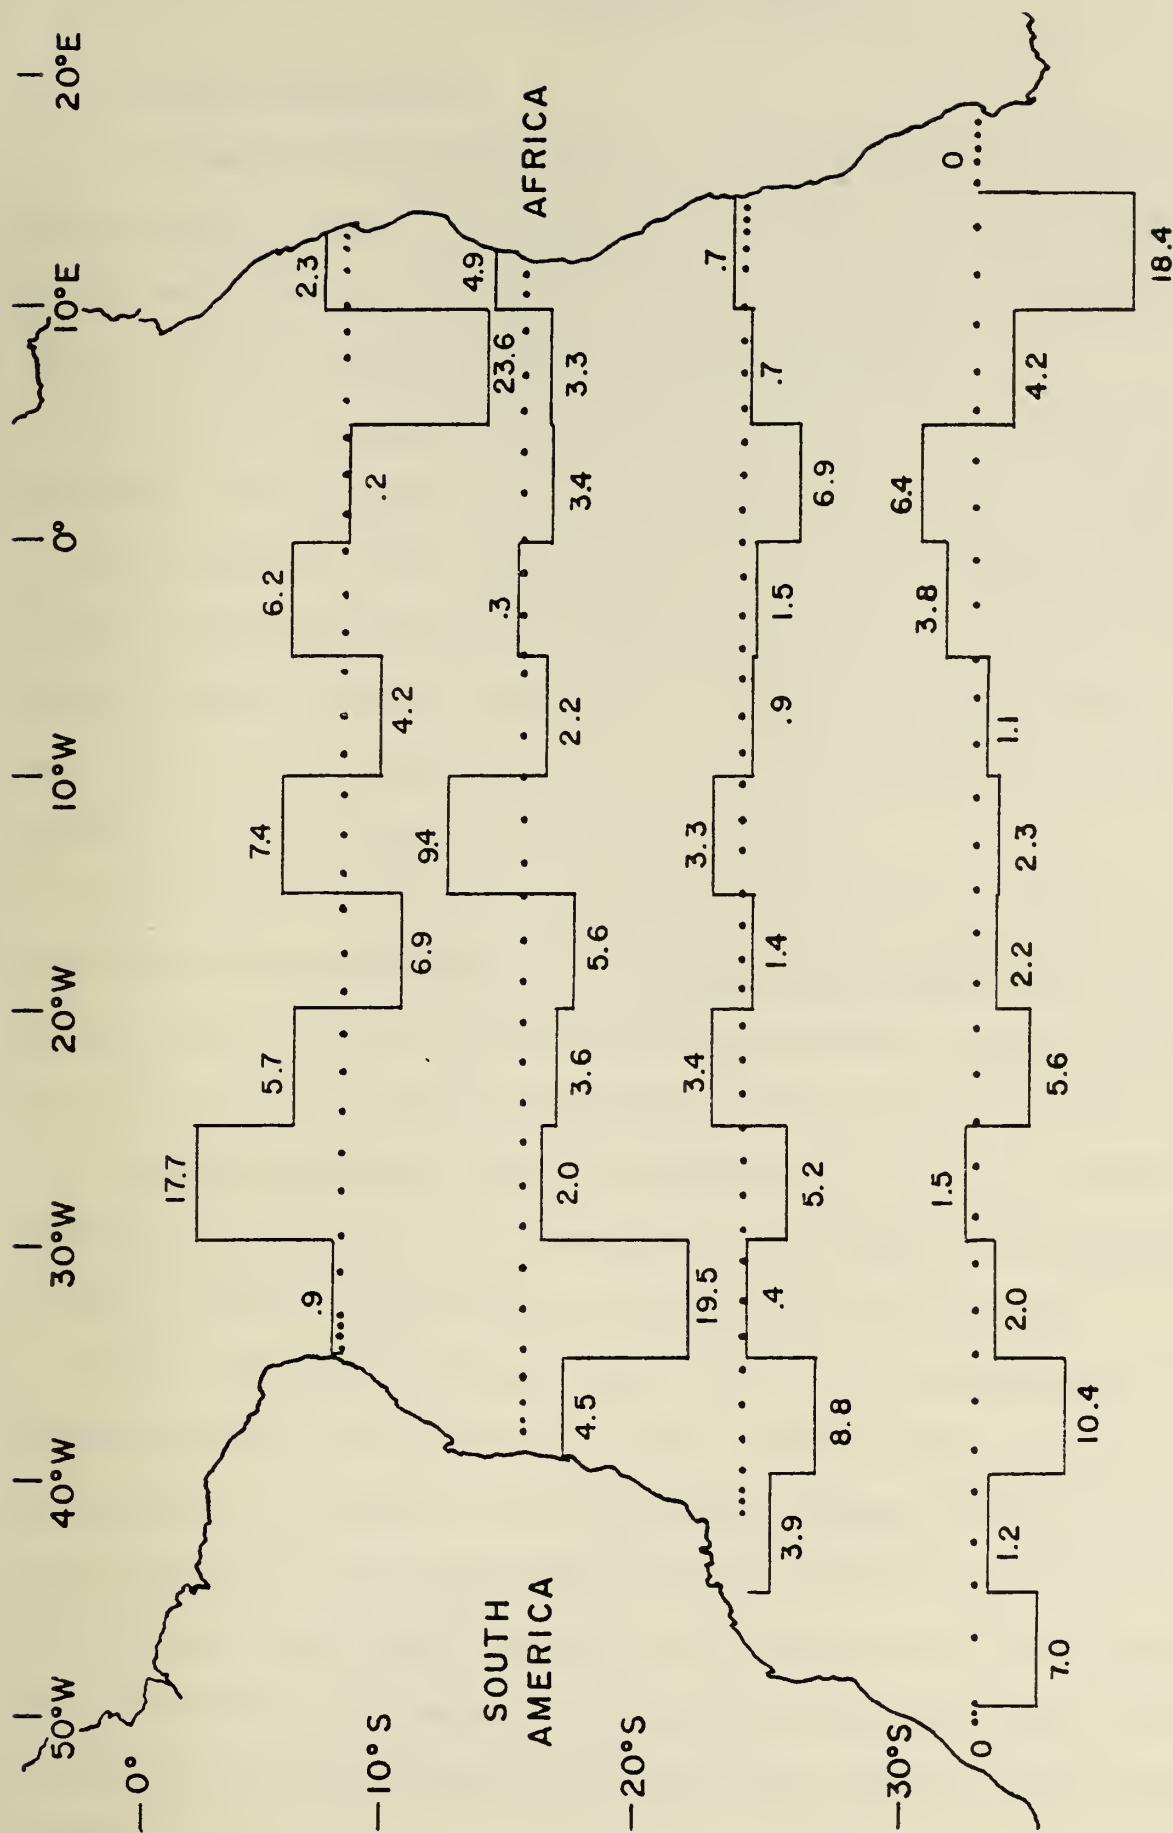 50°W 40°W 30°W 20°W 10°W 0° 10°E 20°E
0°
.9 17.7 5.7 6.9 7.4 4.2 6.2 .2 23.6 2.3
10°S
4.5 19.5 2.0 3.6 5.6 9.4 2.2 .3 3.4 3.3 4.9
SOUTH
AMERICA
AFRICA
20°S
3.9 8.8 .4 5.2 3.4 1.4 3.3 .9 1.5 6.9 .7 .7
30°S
0 7.0 1.2 10.4 2.0 1.5 5.6 2.2 2.3 1.1 3.8 6.4 4.2 18.4 0